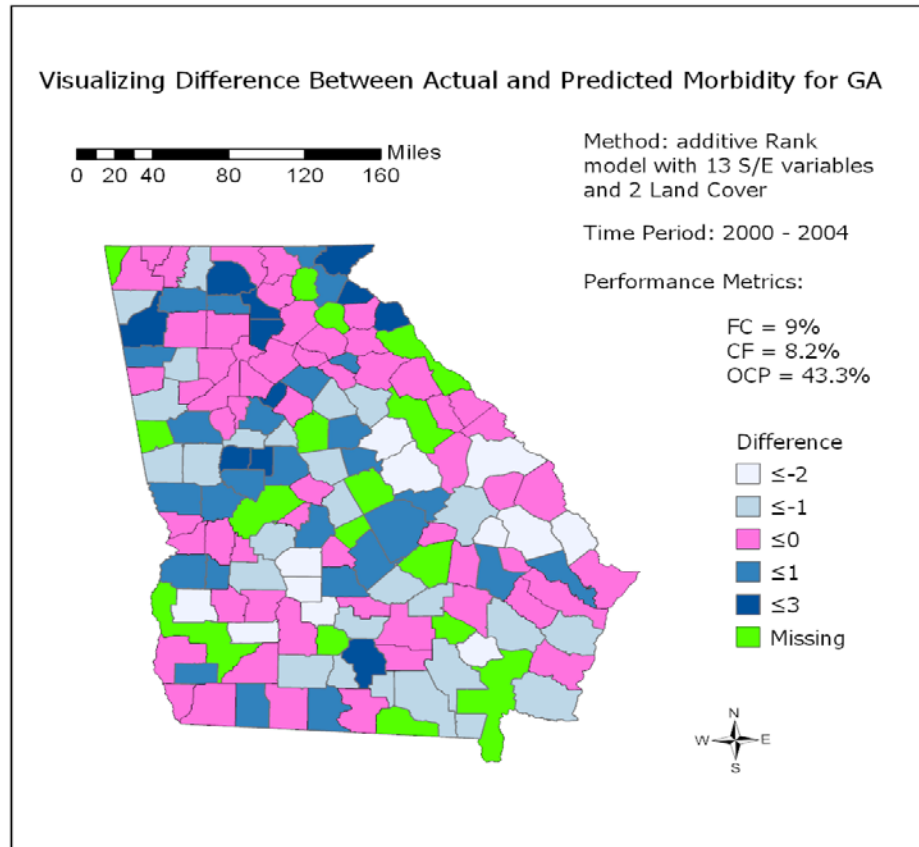 Visualizing Difference Between Actual and Predicted Morbidity for GA
Miles
0 20 40 80 120 160
Method: additive Rank
model with 13 S/E variables
and 2 Land Cover
Time Period: 2000 - 2004
Performance Metrics:
FC = 9%
CF = 8.2%
OCP = 43.3%
Difference
≤-2
≤-1
≤0
≤1
≤3
Missing
N
W E
S